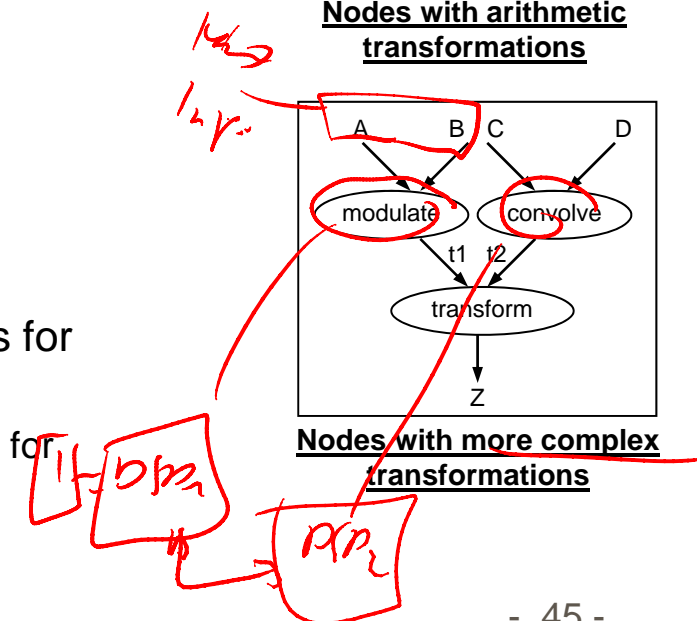 Nodes with arithmetic
transformations
A B C D
modulate convolve
t1 t2
transform
s for
Z
for
Nodes with more complex
transformations
- 45 -